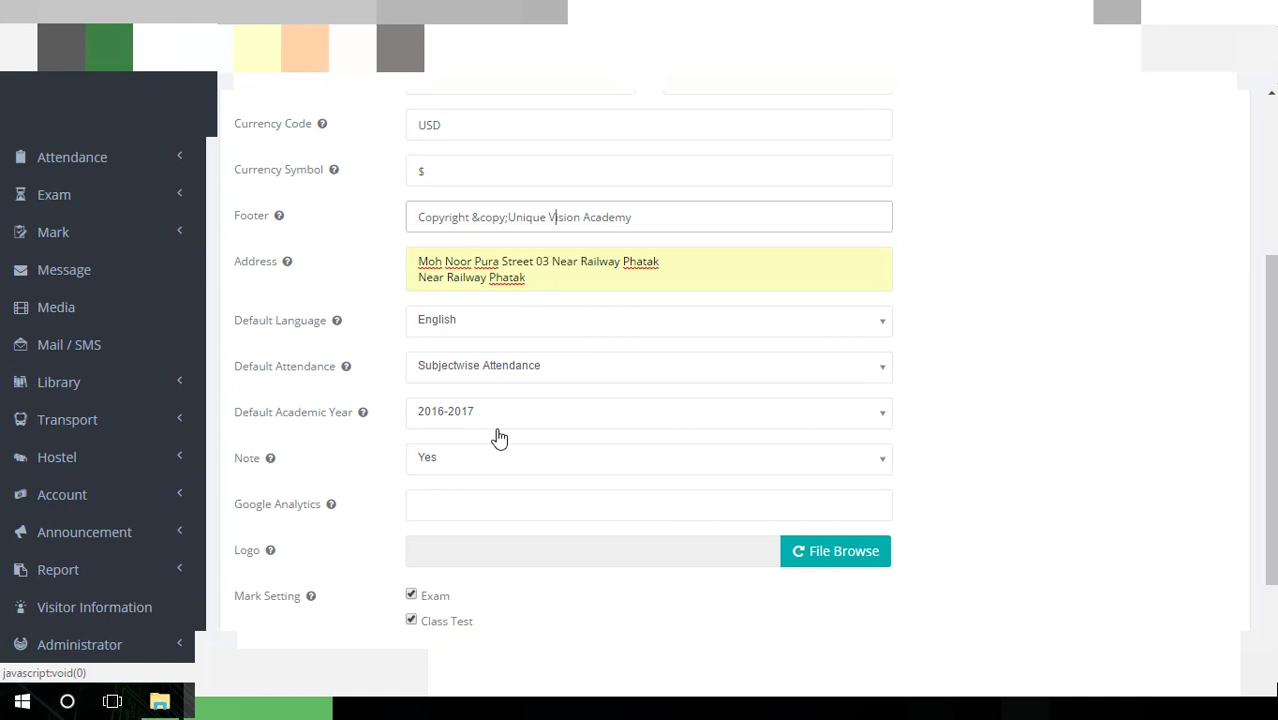 Currency Code
USD
Currency Symbol
$
Footer
Copyright &copy;Unique Vision Academy
Address
Moh Noor Pura Street 03 Near Railway Phatak
Near Railway Phatak
Default Language
English
Default Attendance
Subjectwise Attendance
Default Academic Year
2016-2017
Note
Yes
Google Analytics
Logo
File Browse
Mark Setting
Exam
Class Test
Attendance
Exam
Mark
Message
Media
Mail / SMS
Library
Transport
Hostel
Account
Announcement
Report
Visitor Information
Administrator
javascript:void(0)